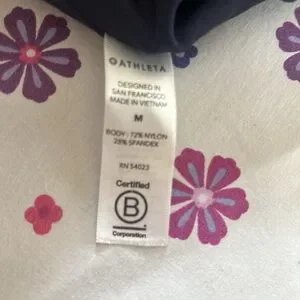 ATHLETA
DESIGNED IN
SAN FRANCISCO
MADE IN VIETNAM
M
BODY: 72% NYLON
28% SPANDEX
RN 54023
Certified
B
Corporation